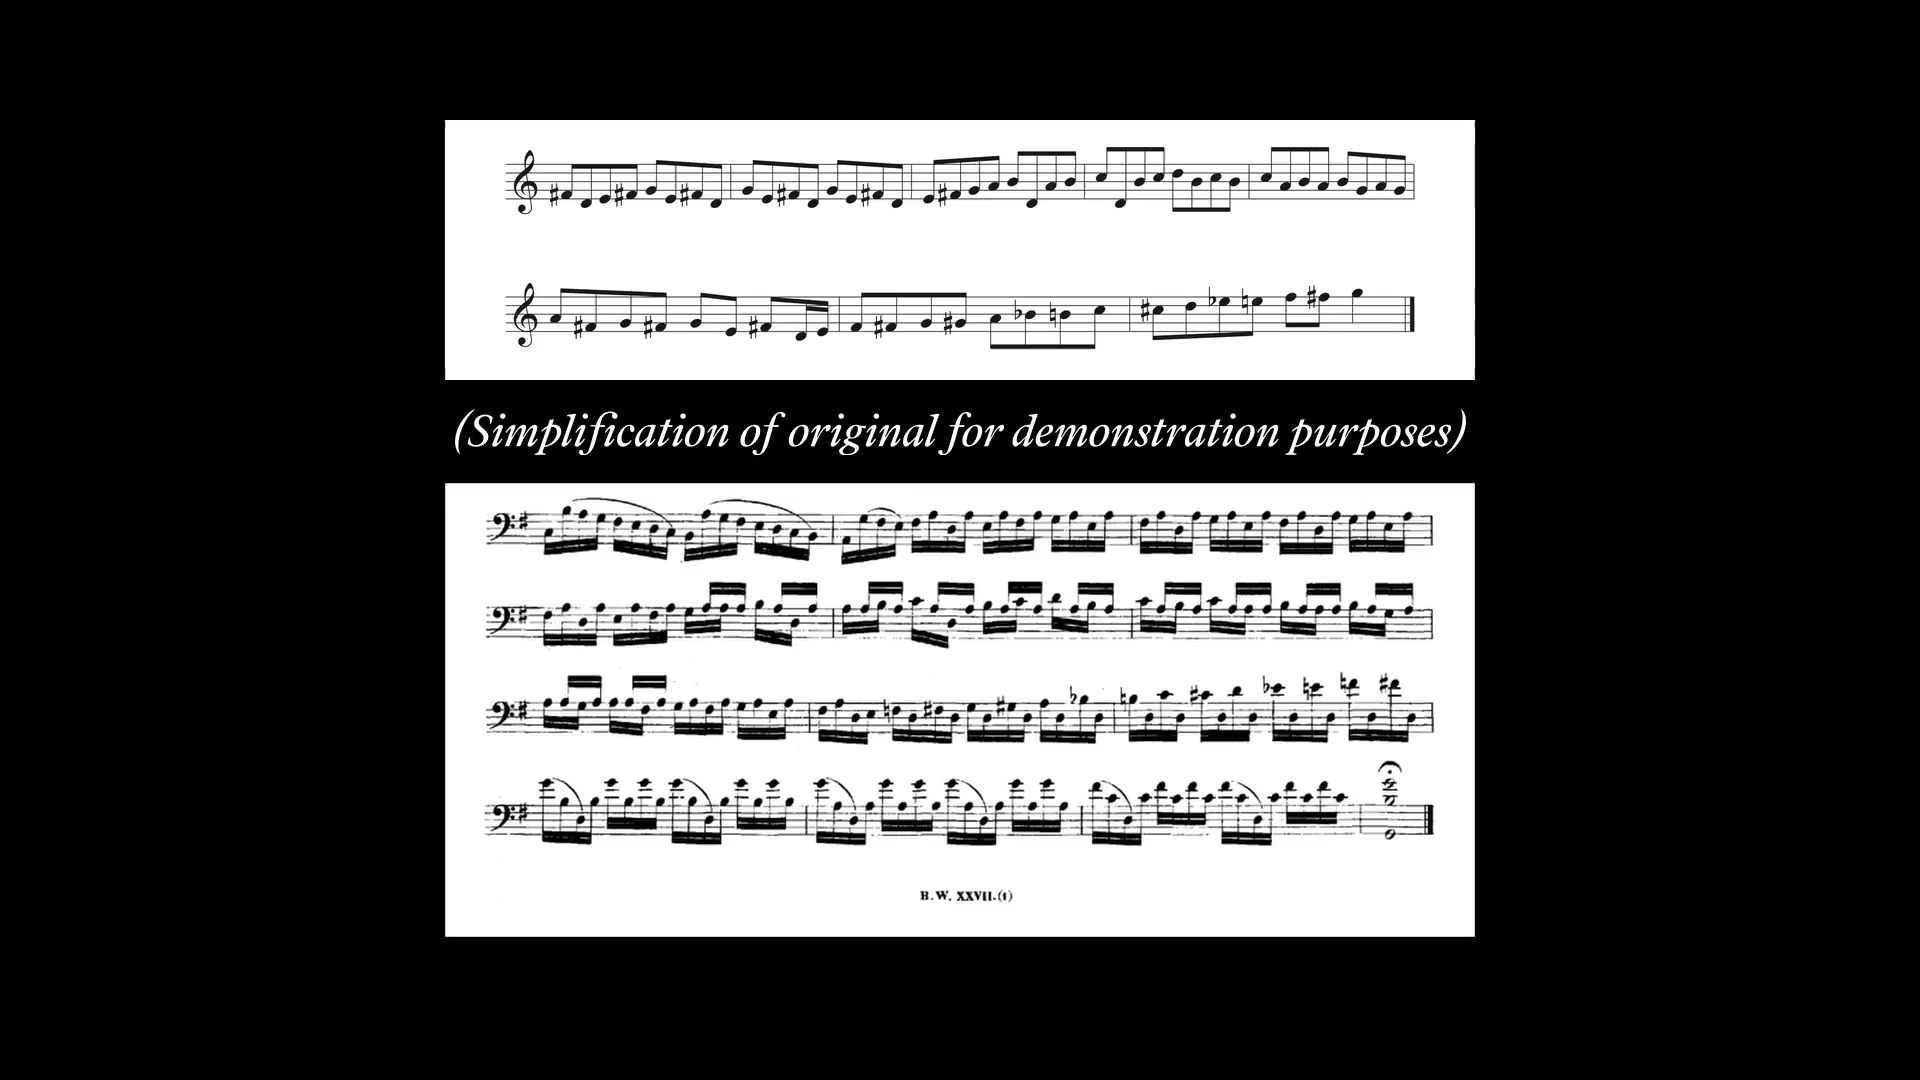 (Simplification of original for demonstration purposes)
B.W. XXVII.(1)